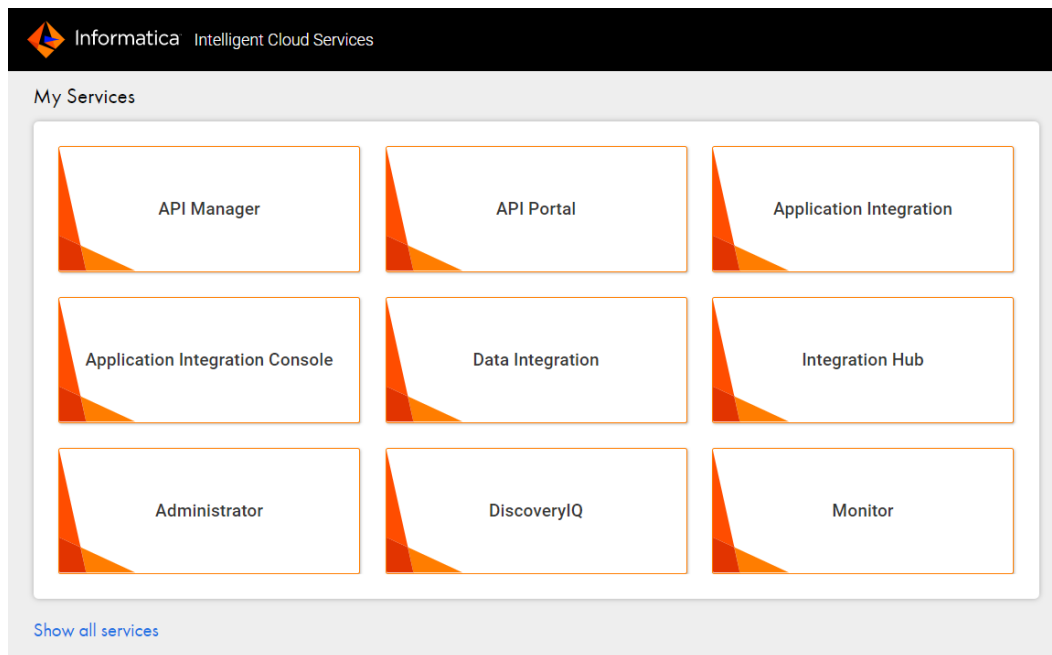 Informatica Intelligent Cloud Services
My Services
API Manager
API Portal
Application Integration
Application Integration Console
Data Integration
Integration Hub
Administrator
DiscoveryIQ
Monitor
Show all services